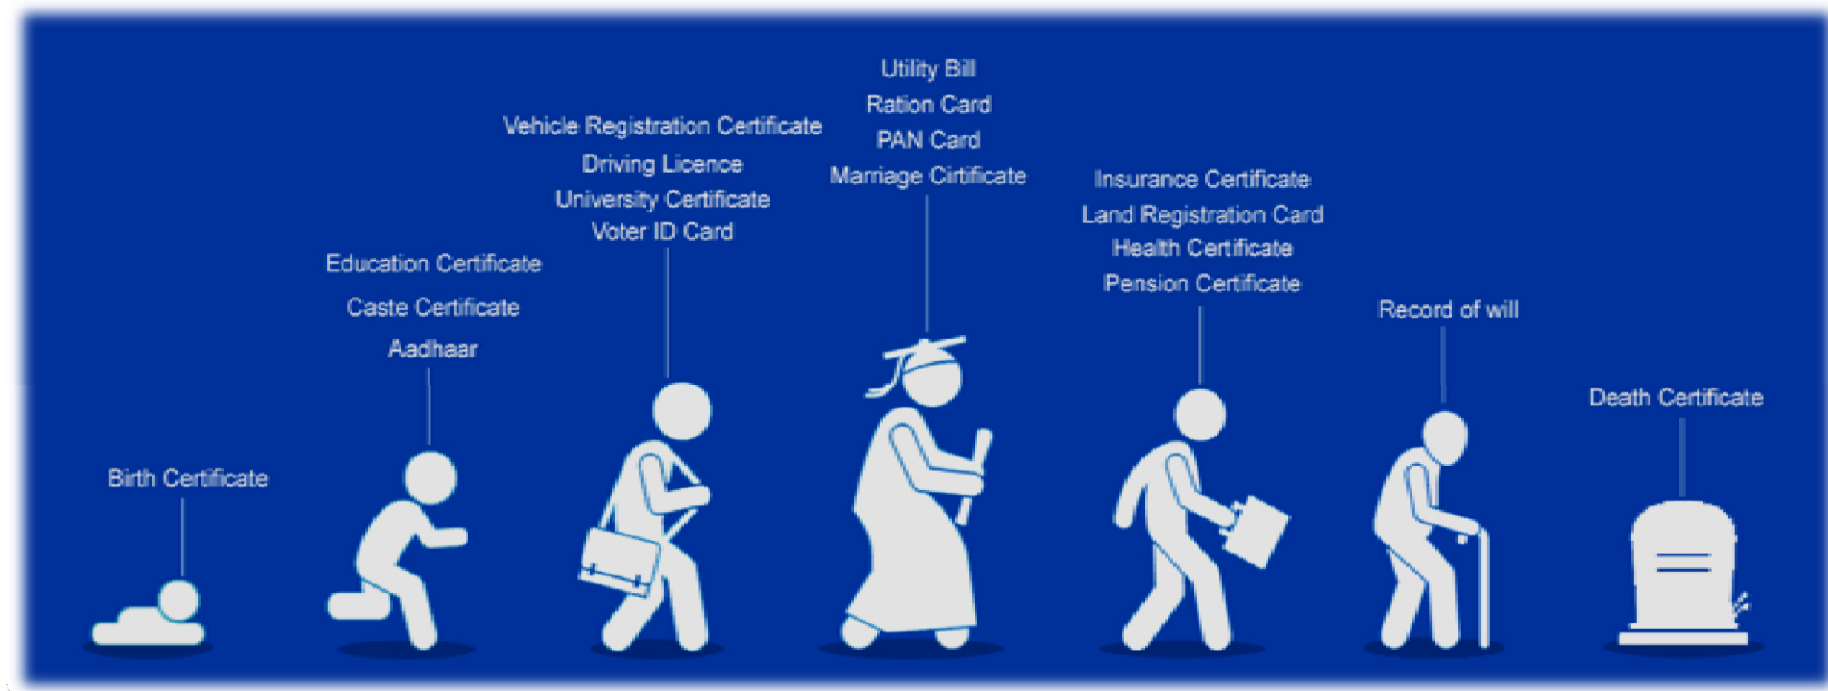 Birth Certificate
Education Certificate
Caste Certificate
Aadhaar
Vehicle Registration Certificate
Driving Licence
University Certificate
Voter ID Card
Utility Bill
Ration Card
PAN Card
Marriage Cirtificate
Insurance Certificate
Land Registration Card
Health Certificate
Pension Certificate
Record of will
Death Certificate